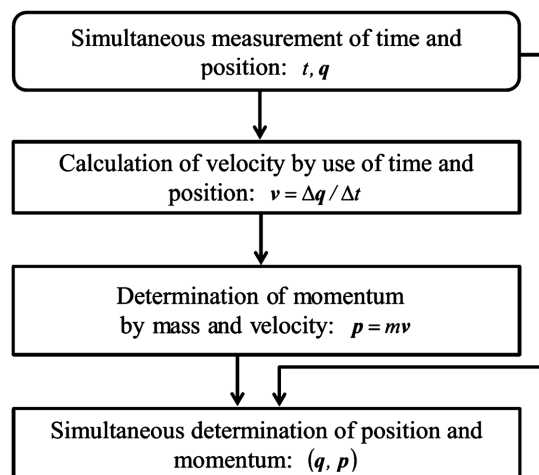 Simultaneous measurement of time and
position: t, q
Calculation of velocity by use of time and
position: v = Δq / Δt
Determination of momentum
by mass and velocity: p = mv
Simultaneous determination of position and
momentum: (q, p)